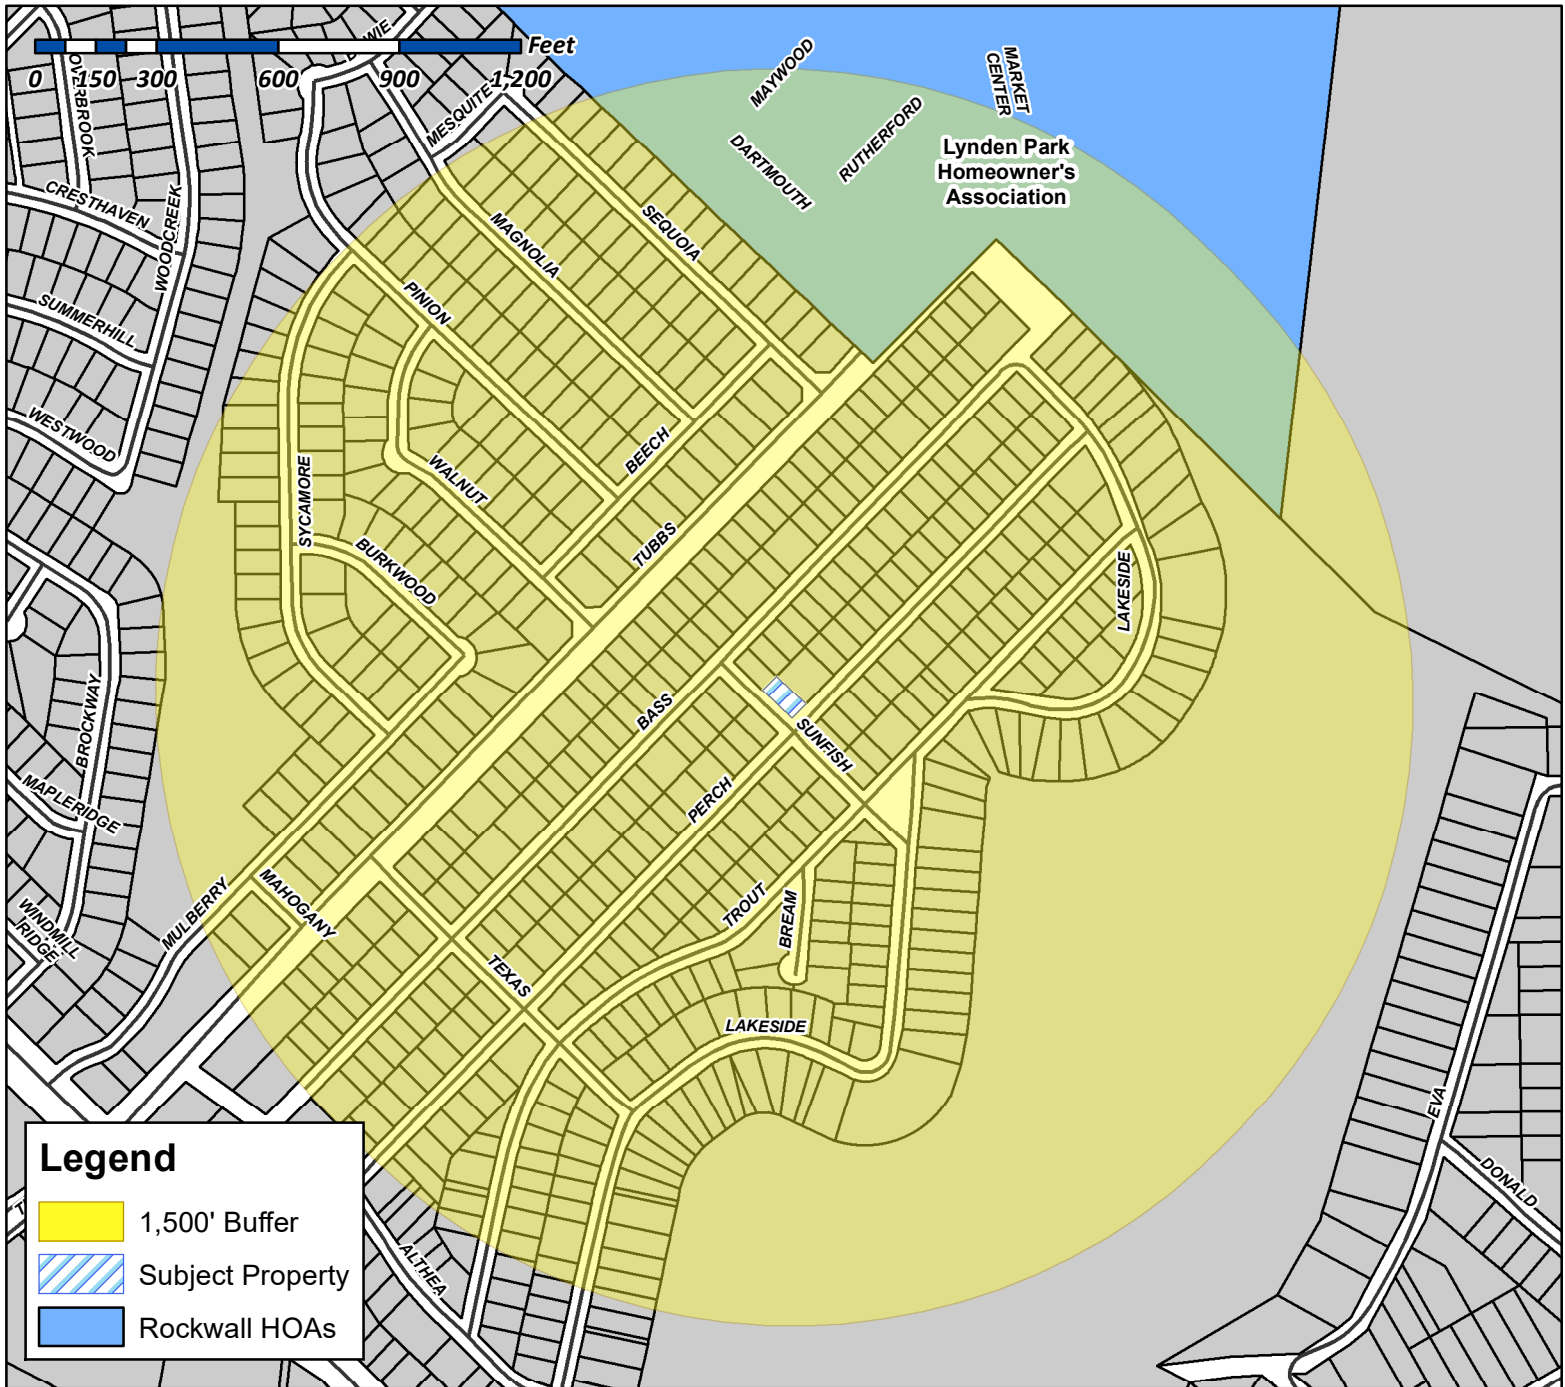 Feet
0 150 300 600 900 1,200
OVERBROOK
MESQUITE
MAYWOOD
MARKET
CENTER
RUTHERFORD
DARTMOUTH
Lynden Park
Homeowner's
Association
CRESTHAVEN
WOODCREEK
SEQUOIA
MAGNOLIA
PINION
SUMMERHILL
WESTWOOD
BEECH
WALNUT
SYCAMORE
TUBBS
BURKWOOD
LAKESIDE
BROCKWAY
BASS
SUNFISH
MAPLERIDGE
PERCH
MULBERRY
MAHOGANY
TROUT
BREAM
WINDMILL
RIDGE
TEXAS
LAKESIDE
EVA
DONALD
ALTHEA
Legend
1,500' Buffer
Subject Property
Rockwall HOAs